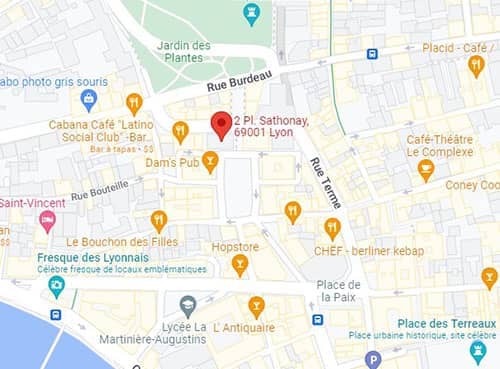 Jardin des
Plantes
Placid - Café /
Rue Burdeau
abo photo gris souris
Cabana Café "Latino
Social Club" -Bar...
Bar à tapas • $$
2 Pl. Sathonay,
69001 Lyon
Café-Théâtre
Le Complexe
Dam's Pub
Rue Terme
Rue Bouteille
Coney Coo
Saint-Vincent
an
$$
Le Bouchon des Filles
Hopstore
CHEF - berliner kebap
Fresque des Lyonnais
Célèbre fresque de locaux emblématiques
Place de
la Paix
Lycée La
Martinière-Augustins
L'Antiquaire
Place des Terreaux
Place urbaine historique, site célèbre
P